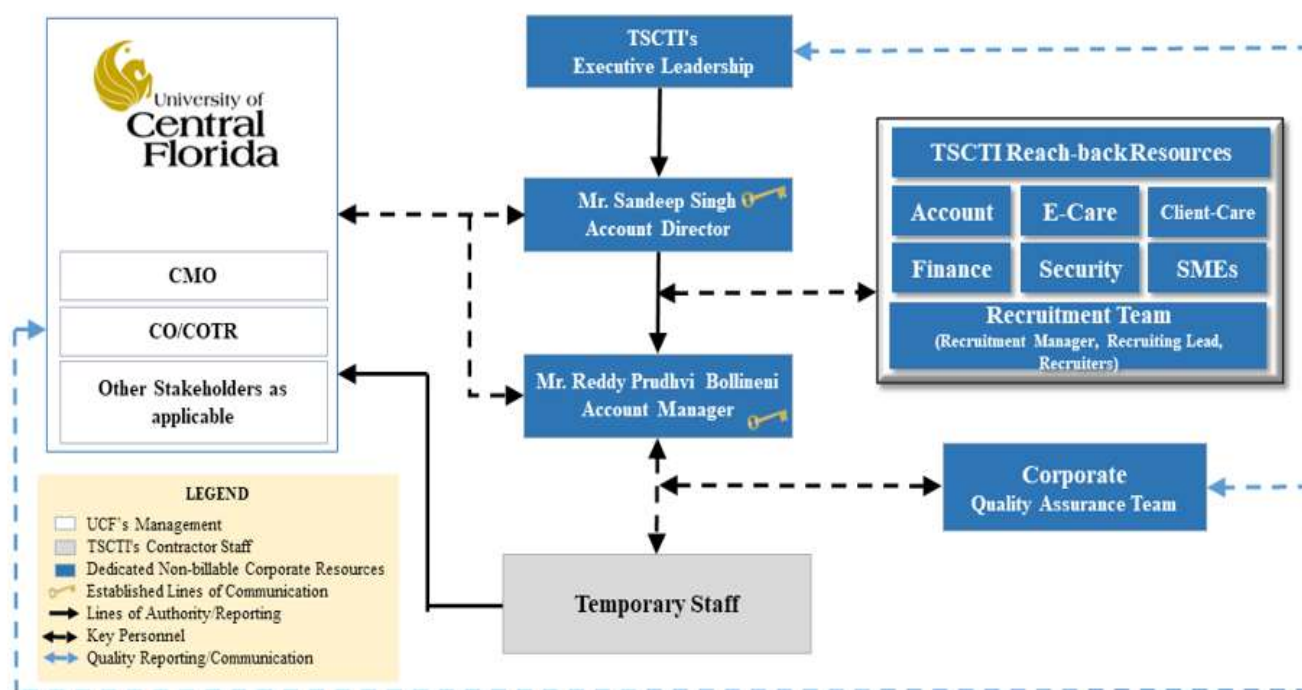 University of
Central
Florida
CMO
CO/COTR
Other Stakeholders as
applicable
TSCTI's
Executive Leadership
Mr. Sandeep Singh
Account Director
Mr. Reddy Prudhvi Bollineni
Account Manager
TSCTI Reach-back Resources
Account
E-Care
Client-Care
Finance
Security
SMEs
Recruitment Team
(Recruitment Manager, Recruiting Lead,
Recruiters)
Corporate
Quality Assurance Team
Temporary Staff
LEGEND
UCF's Management
TSCTI's Contractor Staff
Dedicated Non-billable Corporate Resources
Established Lines of Communication
Lines of Authority/Reporting
Key Personnel
Quality Reporting/Communication